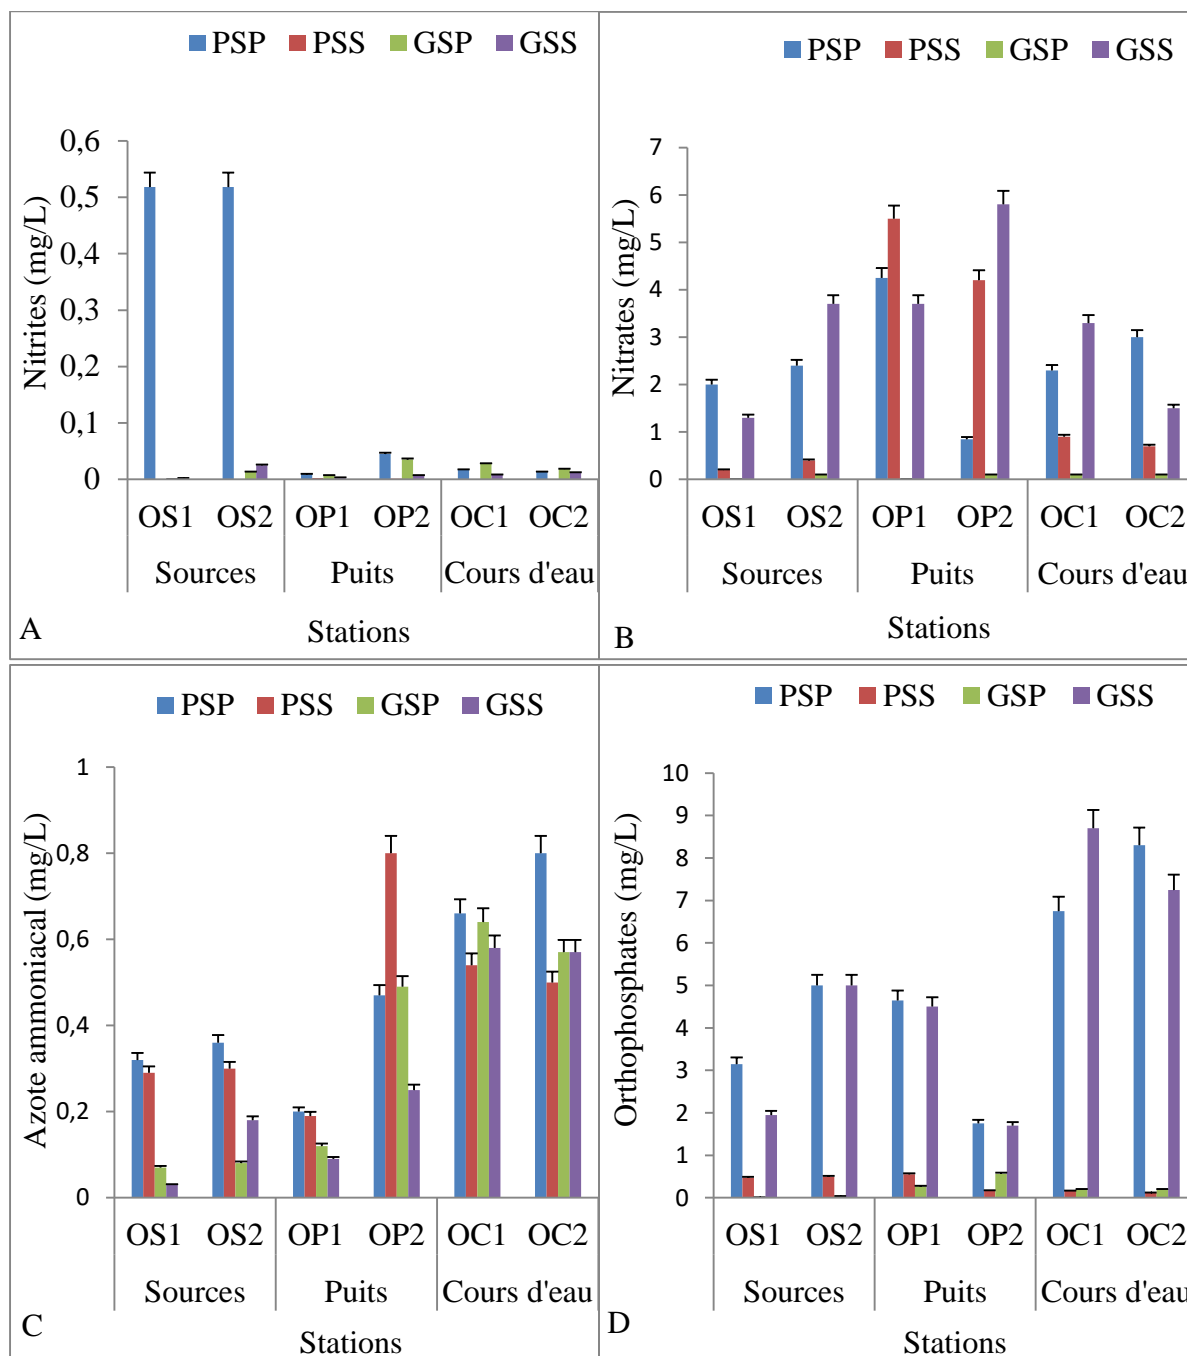 PSP PSS GSP GSS
Nitrites (mg/L)
0,6
0,5
0,4
0,3
0,2
0,1
0
OS1 OS2 OP1 OP2 OC1 OC2
Sources Puits Cours d'eau
Stations
A
PSP PSS GSP GSS
Nitrates (mg/L)
7
6
5
4
3
2
1
0
OS1 OS2 OP1 OP2 OC1 OC2
Sources Puits Cours d'eau
Stations
B
PSP PSS GSP GSS
Azote ammoniacal (mg/L)
1
0,8
0,6
0,4
0,2
0
OS1 OS2 OP1 OP2 OC1 OC2
Sources Puits Cours d'eau
Stations
C
PSP PSS GSP GSS
Orthophosphates (mg/L)
10
9
8
7
6
5
4
3
2
1
0
OS1 OS2 OP1 OP2 OC1 OC2
Sources Puits Cours d'eau
Stations
D